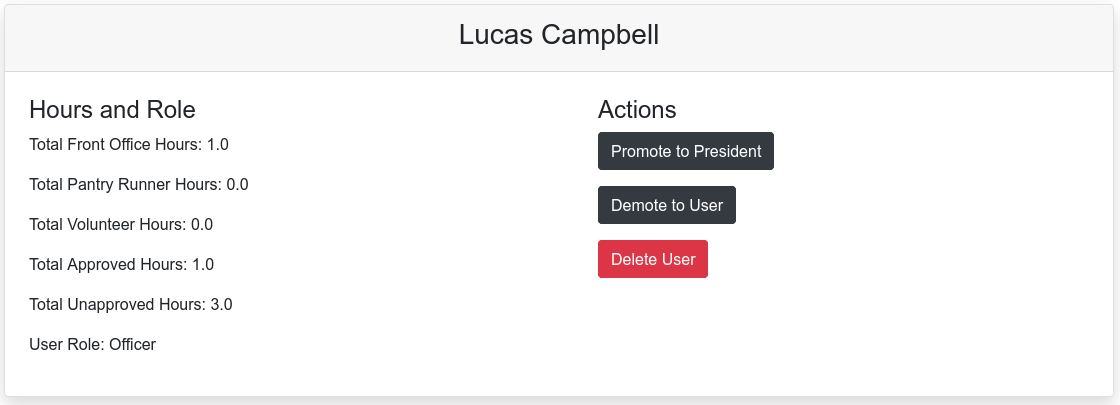 Lucas Campbell
Hours and Role
Total Front Office Hours: 1.0
Total Pantry Runner Hours: 0.0
Total Volunteer Hours: 0.0
Total Approved Hours: 1.0
Total Unapproved Hours: 3.0
User Role: Officer
Actions
Promote to President
Demote to User
Delete User